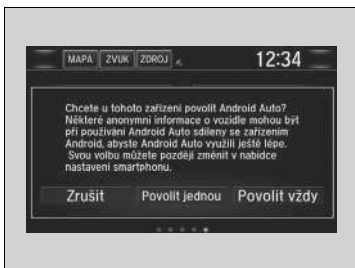 MAPA ZVUK ZDROJ 12:34
Chcete u tohoto zařízení povolit Android Auto?
Některé anonymní informace o vozidle mohou být
při používání Android Auto sdíleny se zařízením
Android, abyste Android Auto využili ještě lépe.
Svou volbu můžete později změnit v nabídce
nastavení smartphonu.
Zrušit Povolit jednou Povolit vždy